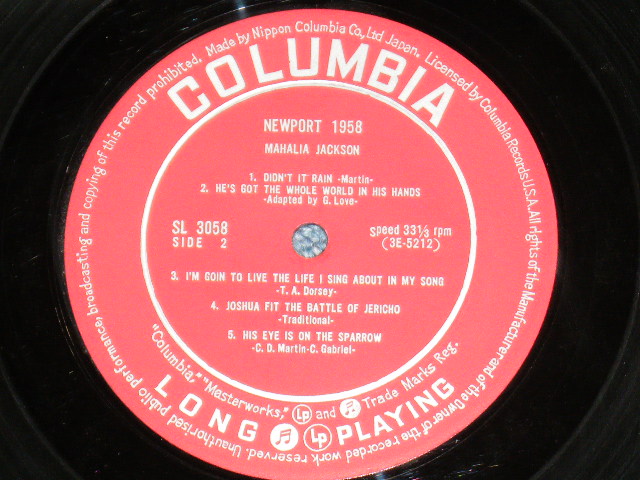 COLUMBIA
NEWPORT 1958
MAHALIA JACKSON
1. DIDN'T IT RAIN -Martin-
2. HE'S GOT THE WHOLE WORLD IN HIS HANDS
-Adapted by G. Love-
SL 3058
SIDE 2
Speed 33⅓ rpm
(3E-5212)
3. I'M GOIN TO LIVE THE LIFE I SING ABOUT IN MY SONG
-T. A. Dorsey-
4. JOSHUA FIT THE BATTLE OF JERICHO
-Traditional-
5. HIS EYE IS ON THE SPARROW
-C. D. Martin-C. Gabriel-
"Columbia," "Masterworks," Lp and Trade Marks Reg.
LONG Lp PLAYING
Unauthorised public performance, broadcasting and copying of this record prohibited. Made by Nippon Columbia Co., Ltd Japan. Licensed by Columbia Records U.S.A. All rights of the Manufacturer and of the Owner of the recorded work reserved.